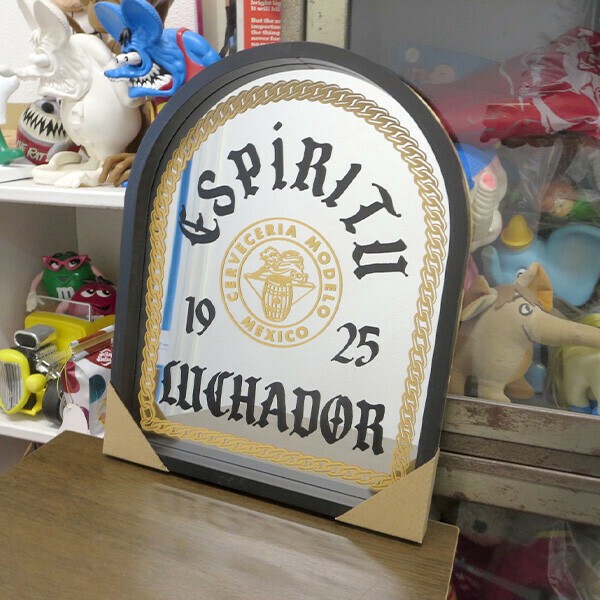 ESPIRITU
CERVECERIA MODELO
MEXICO
19 25
LUCHADOR